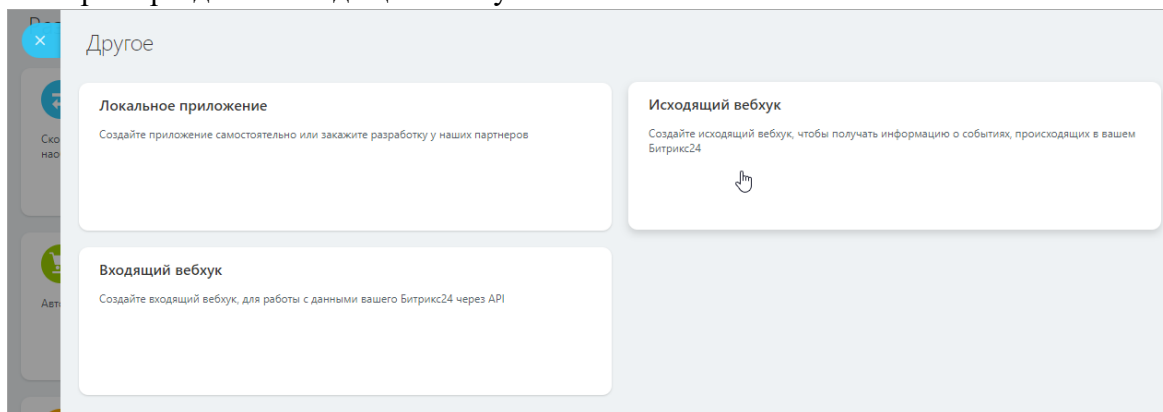 Другое
Локальное приложение
Создайте приложение самостоятельно или закажите разработку у наших партнеров
Исходящий вебхук
Создайте исходящий вебхук, чтобы получать информацию о событиях, происходящих в вашем
Битрикс24
Входящий вебхук
Создайте входящий вебхук, для работы с данными вашего Битрикс24 через API